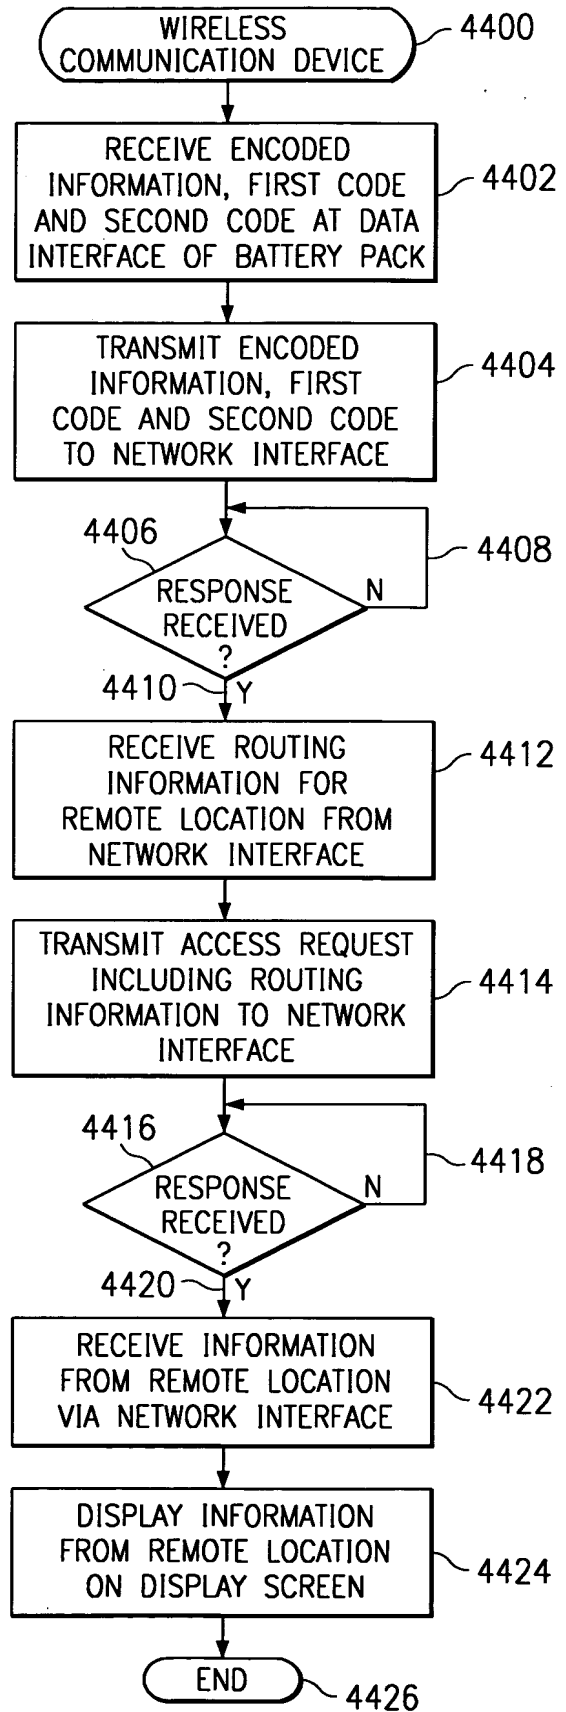 WIRELESS
COMMUNICATION DEVICE
4400
RECEIVE ENCODED
INFORMATION, FIRST CODE
AND SECOND CODE AT DATA
INTERFACE OF BATTERY PACK
4402
TRANSMIT ENCODED
INFORMATION, FIRST
CODE AND SECOND CODE
TO NETWORK INTERFACE
4404
4406
RESPONSE
RECEIVED
?
N
4408
4410
Y
RECEIVE ROUTING
INFORMATION FOR
REMOTE LOCATION FROM
NETWORK INTERFACE
4412
TRANSMIT ACCESS REQUEST
INCLUDING ROUTING
INFORMATION TO NETWORK
INTERFACE
4414
4416
RESPONSE
RECEIVED
?
N
4418
4420
Y
RECEIVE INFORMATION
FROM REMOTE LOCATION
VIA NETWORK INTERFACE
4422
DISPLAY INFORMATION
FROM REMOTE LOCATION
ON DISPLAY SCREEN
4424
END
4426